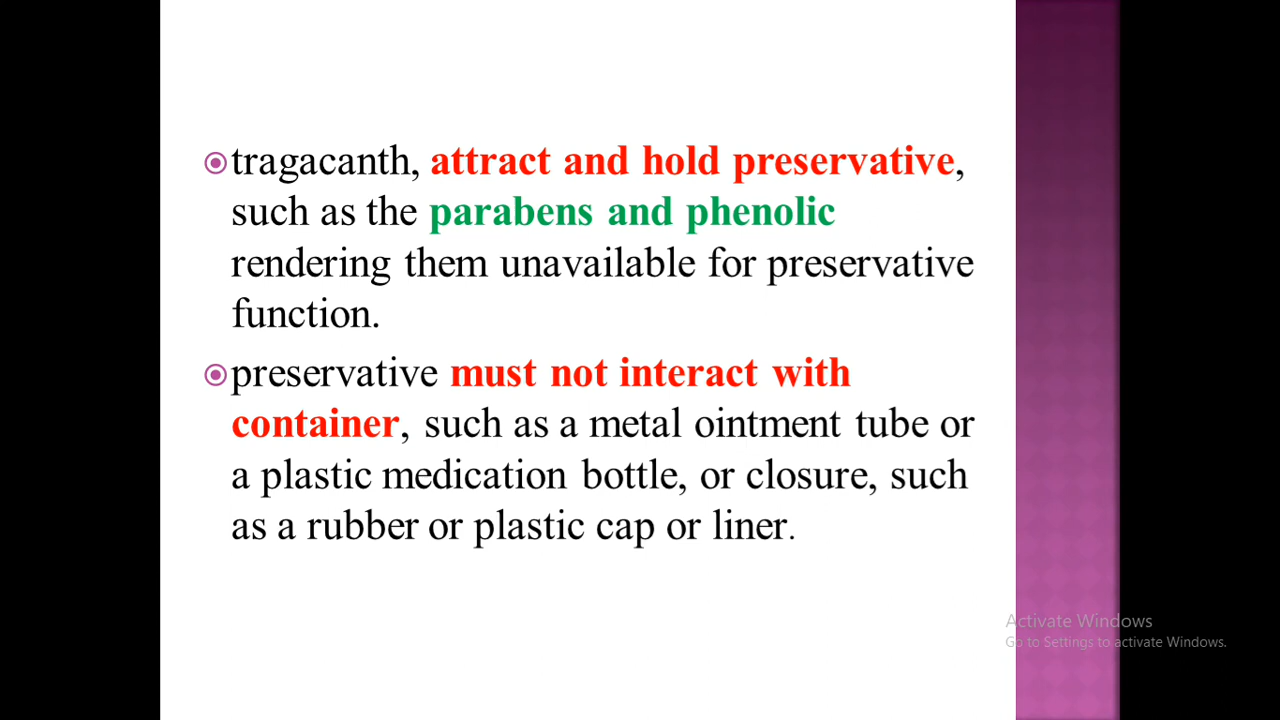 tragacanth, attract and hold preservative,
such as the parabens and phenolic
rendering them unavailable for preservative
function.
preservative must not interact with
container, such as a metal ointment tube or
a plastic medication bottle, or closure, such
as a rubber or plastic cap or liner.
Activate Windows
Go to Settings to activate Windows.